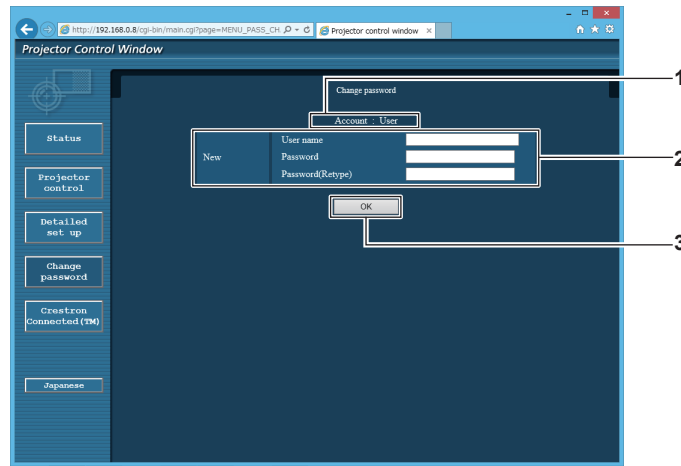 http://192.168.0.8/cgi-bin/main.cgi?page=MENU_PASS_CH
Projector control window
Projector Control Window
1
Change password
Account : User
Status
User name
2
New
Password
Projector
control
Password(Retype)
OK
Detailed
set up
3
Change
password
Crestron
Connected(TM)
Japanese